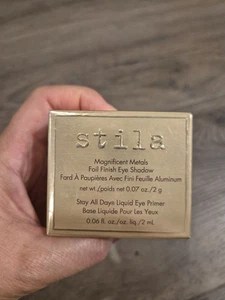 stila
Magnificent Metals
Foil Finish Eye Shadow
Fard À Paupières Avec Fini Feuille Aluminum
net wt./poids net 0.07 oz./2 g
Stay All Day® Liquid Eye Primer
Base Liquide Pour Les Yeux
0.06 fl. oz./oz. liq./2 mL